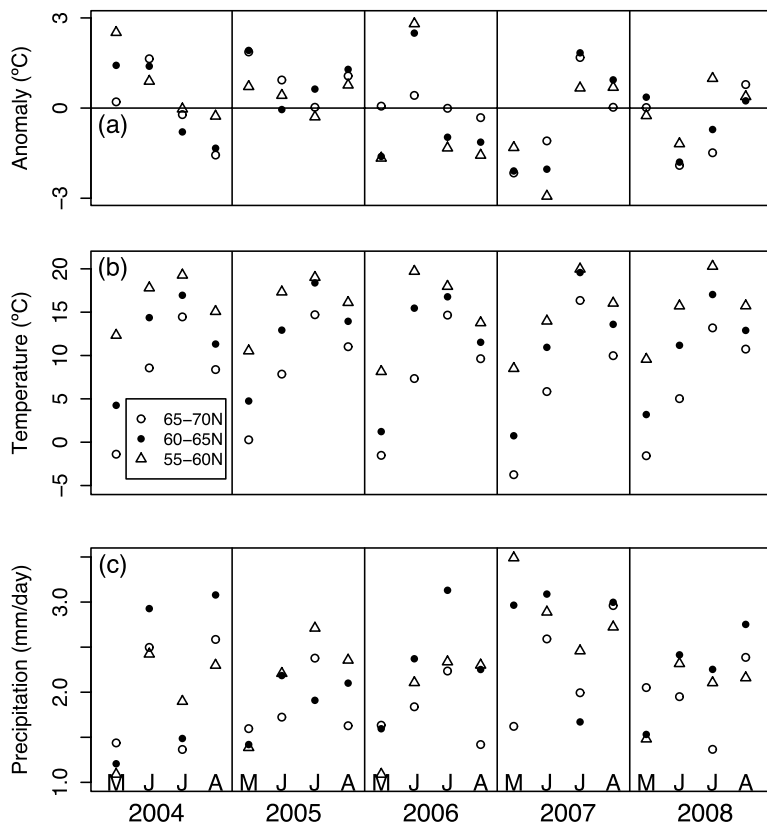 Anomaly (ºC)
3
0
−3
(a)
Temperature (ºC)
20
15
10
5
0
−5
(b)
65−70N
60−65N
55−60N
Precipitation (mm/day)
3.0
2.0
1.0
(c)
M J J A M J J A M J J A M J J A M J J A
2004 2005 2006 2007 2008